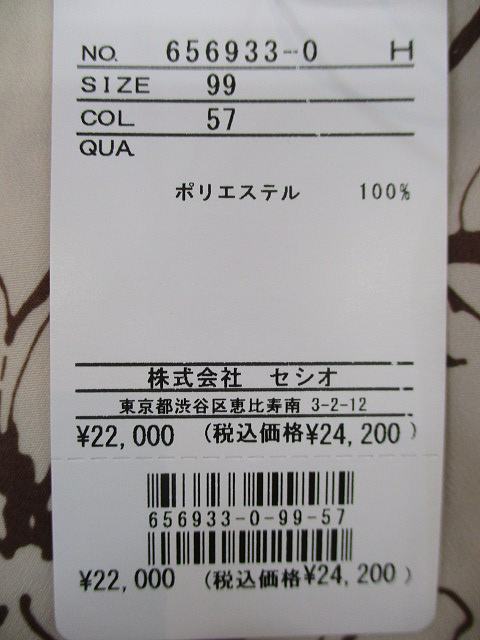 NO. 656933-0 H
SIZE 99
COL 57
QUA
ポリエステル 100%
株式会社 セシオ
東京都渋谷区恵比寿南 3-2-12
¥22,000 (税込価格¥24,200)
656933-0-99-57
¥22,000 (税込価格¥24,200)